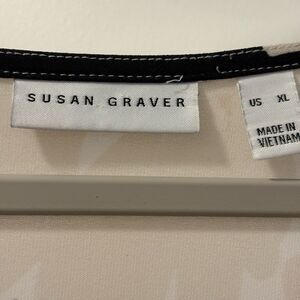 SUSAN GRAVER
US XL
MADE IN
VIETNAM